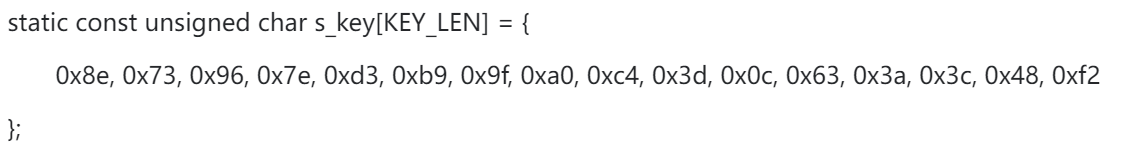 static const unsigned char s_key[KEY_LEN] = {
0x8e, 0x73, 0x96, 0x7e, 0xd3, 0xb9, 0x9f, 0xa0, 0xc4, 0x3d, 0x0c, 0x63, 0x3a, 0x3c, 0x48, 0xf2
};